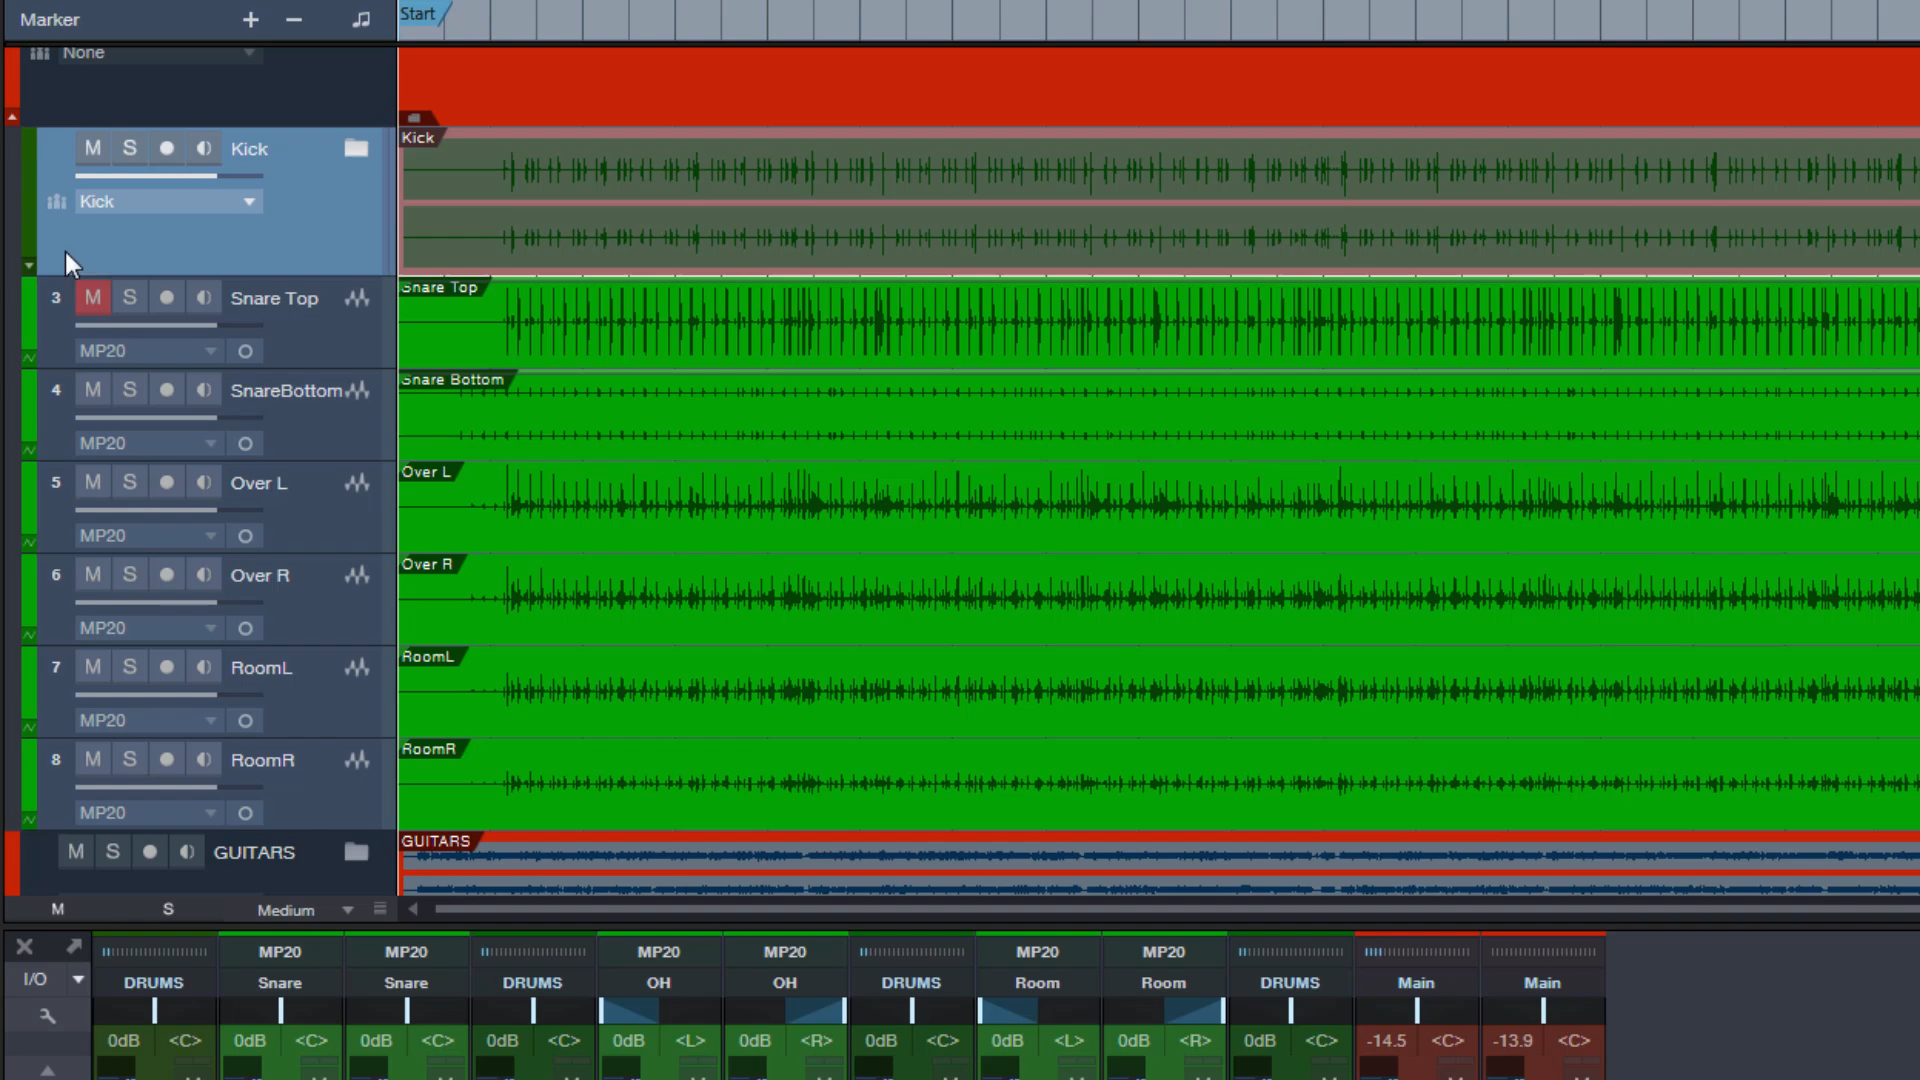 Marker + −
Start
None
M S Kick
Kick
Kick
3 M S Snare Top
MP20
Snare Top
4 M S SnareBottom
MP20
Snare Bottom
5 M S Over L
MP20
Over L
6 M S Over R
MP20
Over R
7 M S RoomL
MP20
RoomL
8 M S RoomR
MP20
RoomR
M S GUITARS
GUITARS
M S Medium
I/O
MP20 MP20 MP20 MP20 MP20 MP20
DRUMS Snare Snare DRUMS OH OH DRUMS Room Room DRUMS Main Main
0dB <C> 0dB <C> 0dB <C> 0dB <C> 0dB <L> 0dB <R> 0dB <C> 0dB <L> 0dB <R> 0dB <C> -14.5 <C> -13.9 <C>